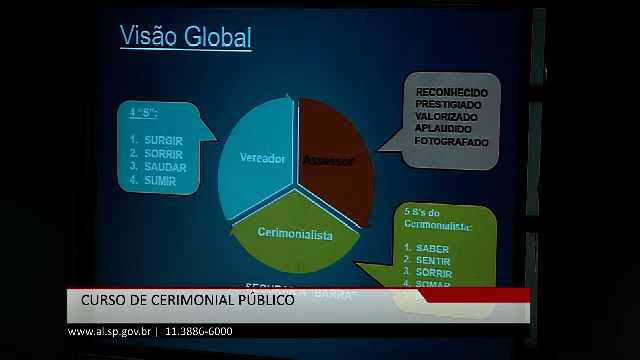 Visão Global
4 "S":
1. SURGIR
2. SORRIR
3. SAUDAR
4. SUMIR
Vereador
Assessor
Cerimonialista
RECONHECIDO
PRESTIGIADO
VALORIZADO
APLAUDIDO
FOTOGRAFADO
5 S's do
Cerimonialista:
1. SABER
2. SENTIR
3. SORRIR
4. SOMAR
"BARRA"
CURSO DE CERIMONIAL PÚBLICO
www.al.sp.gov.br | 11.3886-6000